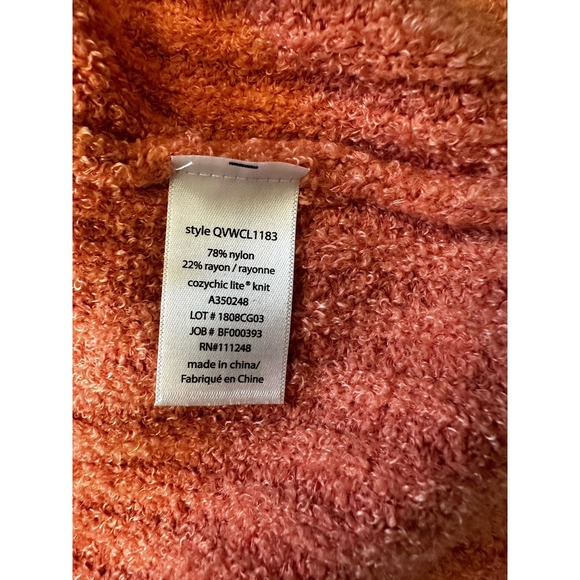 style QVWCL1183
78% nylon
22% rayon / rayonne
cozychic lite® knit
A350248
LOT # 1808CG03
JOB # BF000393
RN#111248
made in china/
Fabriqué en Chine